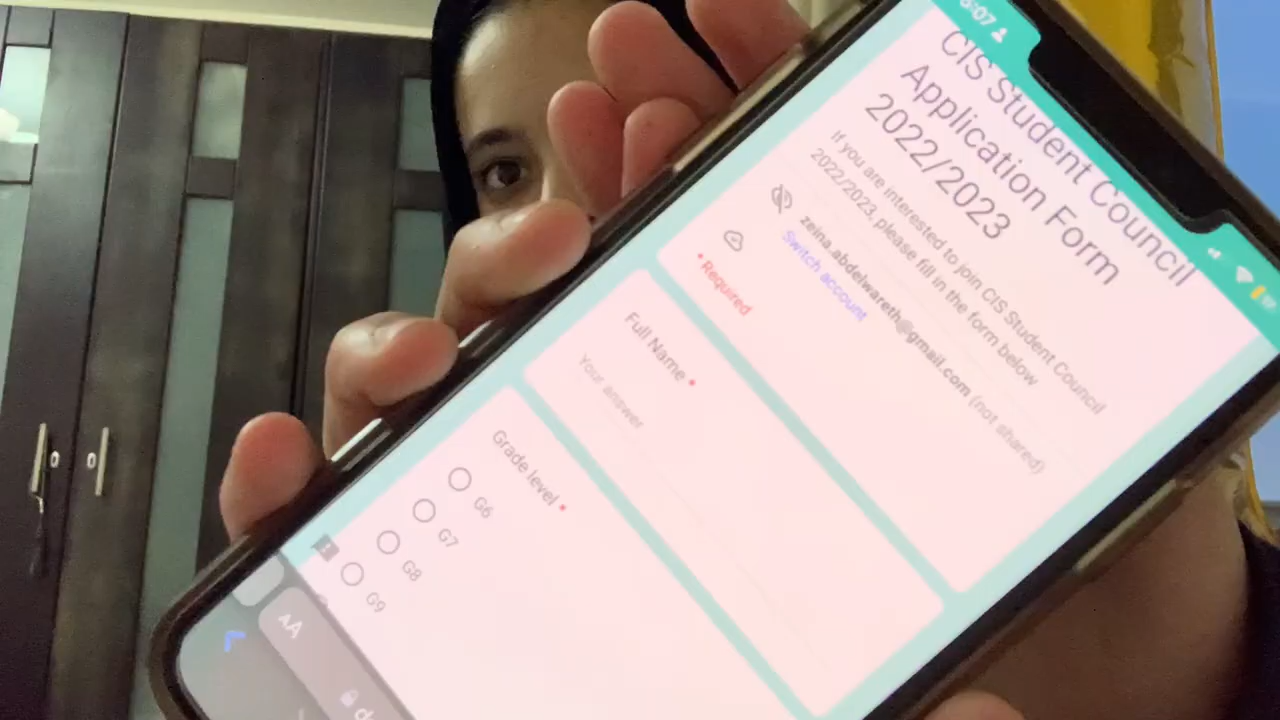 6:07
CIS Student Council
Application Form
2022/2023
If you are interested to join CIS Student Council
2022/2023, please fill in the form below
zeina.abdelwareth@gmail.com (not shared)
Switch account
* Required
Full Name *
Your answer
Grade level *
G6
G7
G8
G9
AA